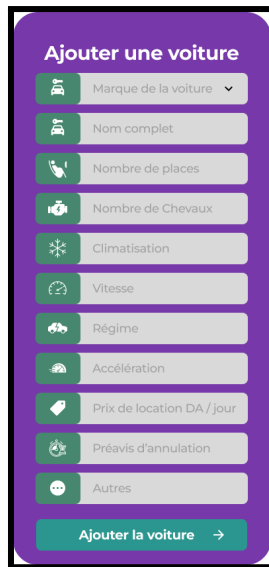 Ajouter une voiture
Marque de la voiture
Nom complet
Nombre de places
Nombre de Chevaux
Climatisation
Vitesse
Régime
Accélération
Prix de location DA / jour
Préavis d'annulation
Autres
Ajouter la voiture →